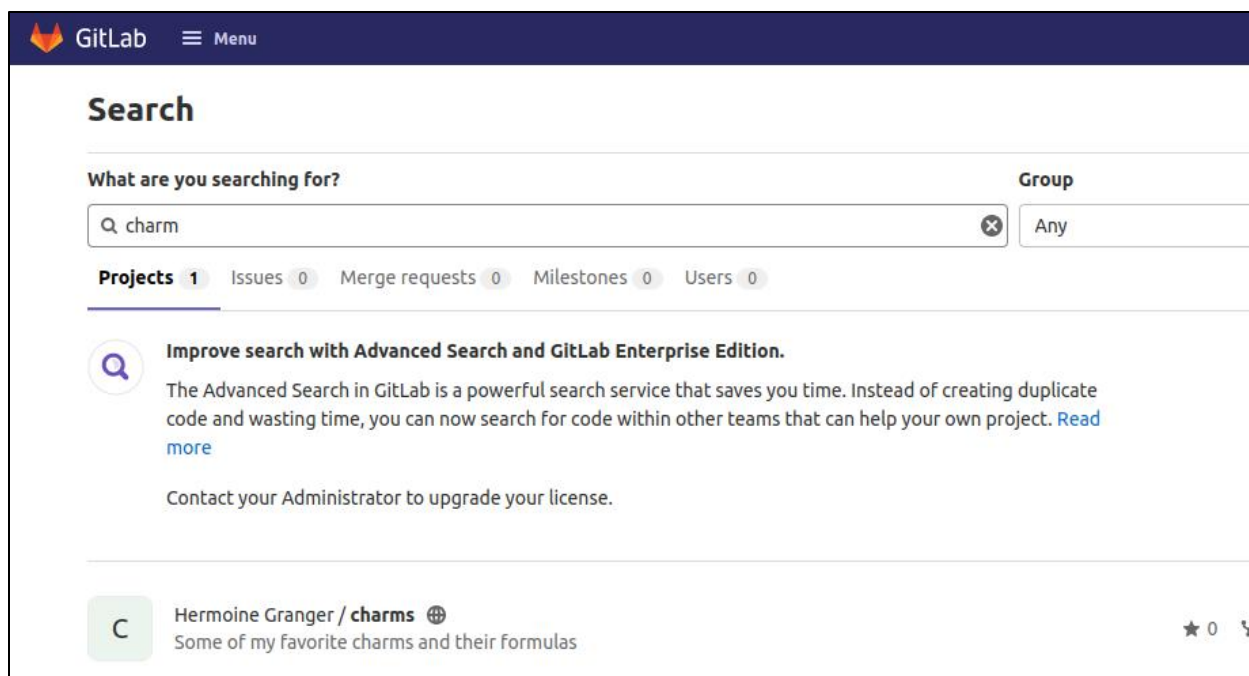 GitLab Menu
Search
What are you searching for? Group
charm Any
Projects 1 Issues 0 Merge requests 0 Milestones 0 Users 0
Improve search with Advanced Search and GitLab Enterprise Edition.
The Advanced Search in GitLab is a powerful search service that saves you time. Instead of creating duplicate
code and wasting time, you can now search for code within other teams that can help your own project. Read
more
Contact your Administrator to upgrade your license.
C Hermoine Granger / charms
Some of my favorite charms and their formulas
0